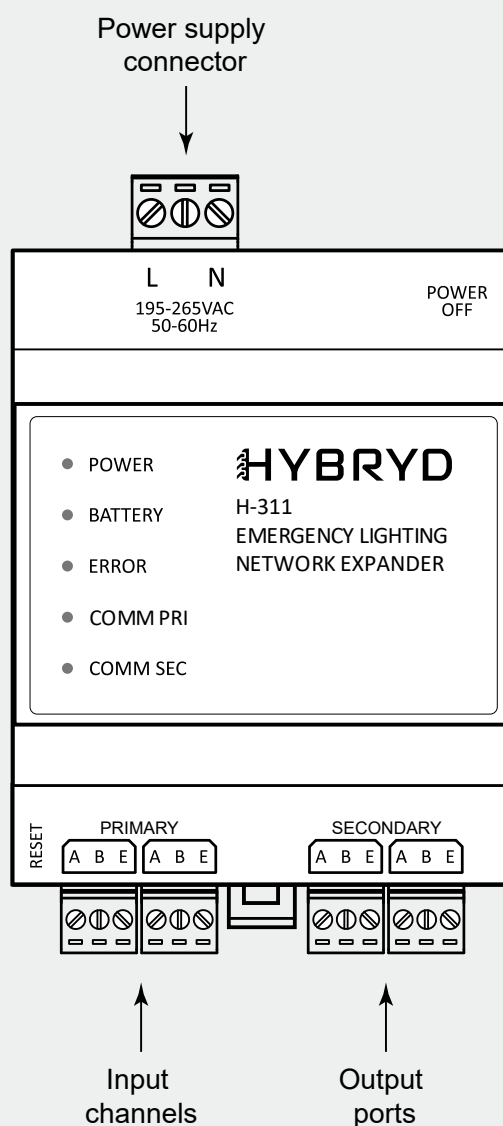 Power supply
connector
L N
195-265VAC
50-60Hz
POWER
OFF
HYBRYD
H-311
EMERGENCY LIGHTING
NETWORK EXPANDER
POWER
BATTERY
ERROR
COMM PRI
COMM SEC
RESET
PRIMARY
A B E A B E
SECONDARY
A B E A B E
Input
channels
Output
ports